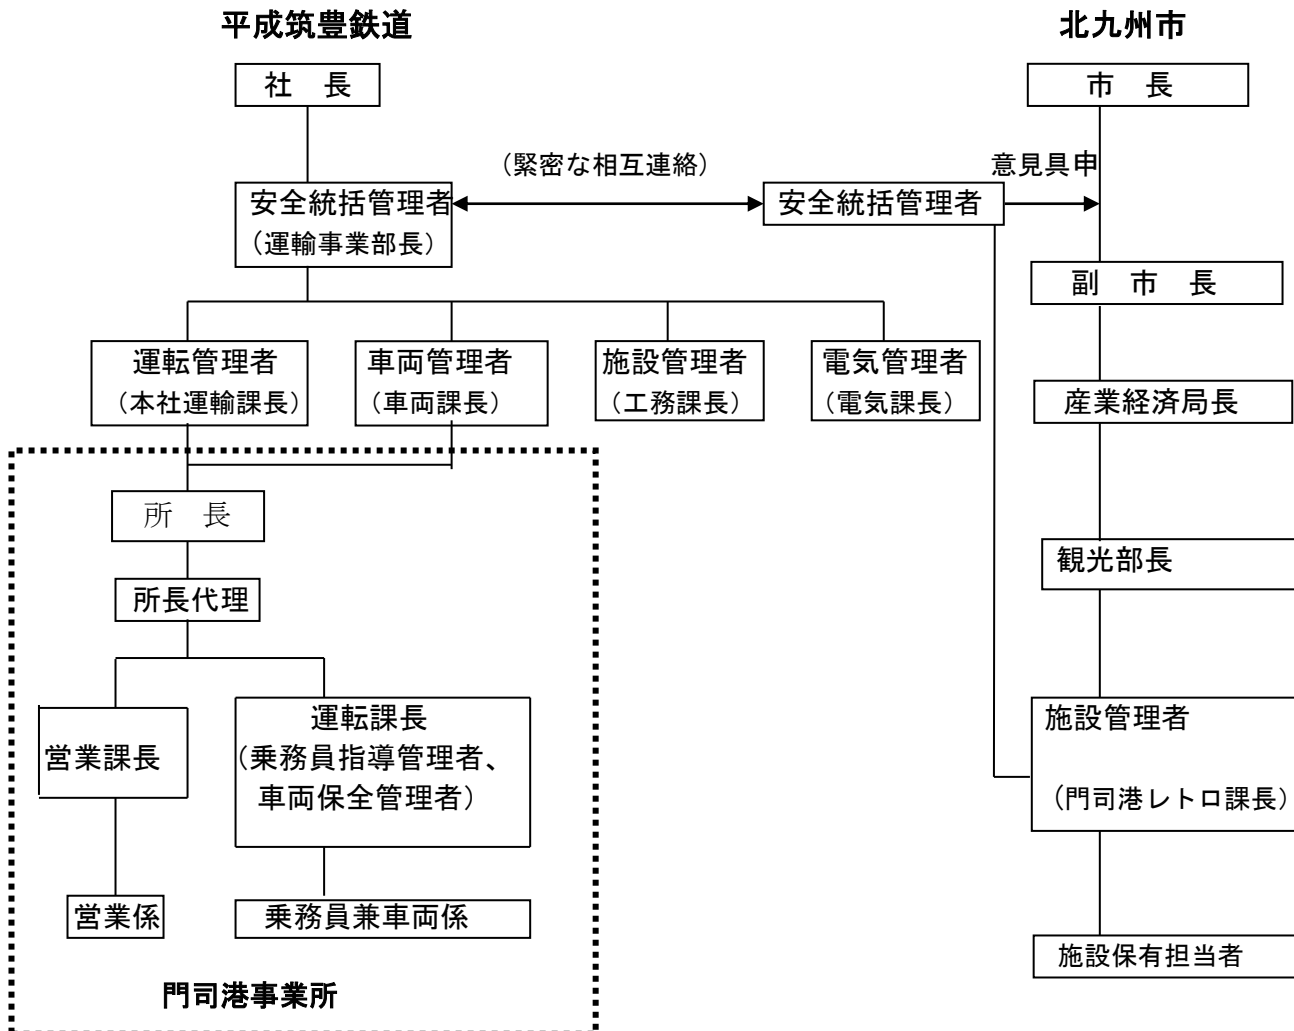 平成筑豊鉄道
北九州市
社　長
市　長
(緊密な相互連絡)
意見具申
安全統括管理者
(運輸事業部長)
安全統括管理者
副　市　長
運転管理者
(本社運輸課長)
車両管理者
(車両課長)
施設管理者
(工務課長)
電気管理者
(電気課長)
産業経済局長
所　長
観光部長
所長代理
営業課長
運転課長
(乗務員指導管理者、
車両保全管理者)
施設管理者
(門司港レトロ課長)
営業係
乗務員兼車両係
施設保有担当者
門司港事業所